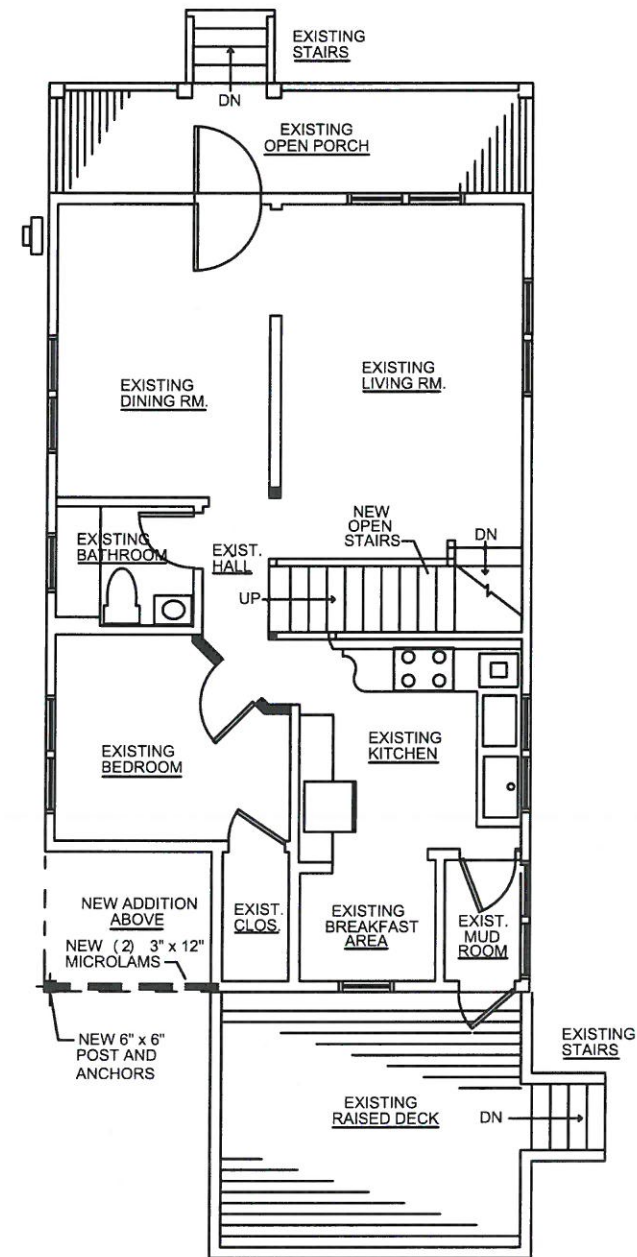 EXISTING
STAIRS
DN
EXISTING
OPEN PORCH
EXISTING
DINING RM.
EXISTING
LIVING RM.
NEW
OPEN
STAIRS
DN
EXISTING
BATHROOM
EXIST.
HALL
UP
EXISTING
BEDROOM
EXISTING
KITCHEN
NEW ADDITION
ABOVE
NEW (2) 3" x 12"
MICROLAMS
EXIST.
CLOS.
EXISTING
BREAKFAST
AREA
EXIST.
MUD
ROOM
NEW 6" x 6"
POST AND
ANCHORS
EXISTING
STAIRS
EXISTING
RAISED DECK
DN